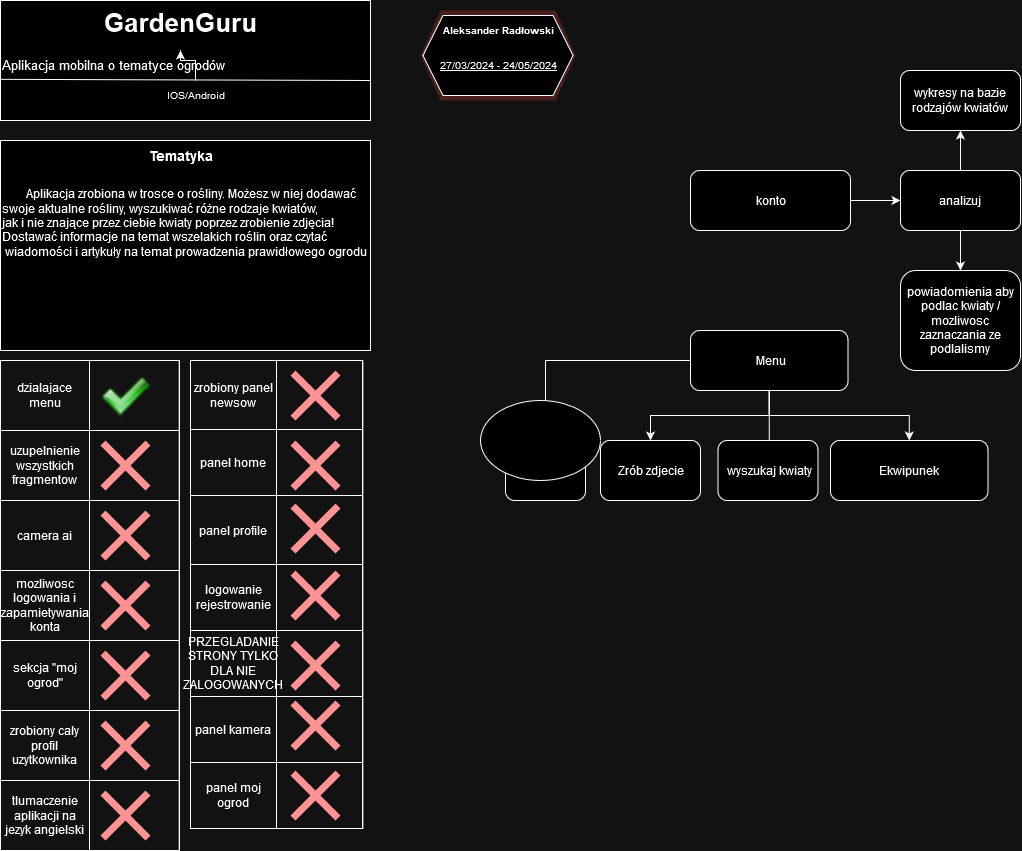 GardenGuru
Aplikacja mobilna o tematyce ogrodów
IOS/Android
Aleksander Radłowski
27/03/2024 - 24/05/2024
Tematyka
Aplikacja zrobiona w trosce o rośliny. Możesz w niej dodawać
swoje aktualne rośliny, wyszukiwać różne rodzaje kwiatów,
jak i nie znające przez ciebie kwiaty poprzez zrobienie zdjęcia!
Dostawać informacje na temat wszelakich roślin oraz czytać
wiadomości i artykuły na temat prowadzenia prawidłowego ogrodu
dzialajace
menu
uzupelnienie
wszystkich
fragmentow
camera ai
mozliwosc
logowania i
zapamietywania
konta
sekcja "moj
ogrod"
zrobiony caly
profil
uzytkownika
tlumaczenie
aplikacji na
jezyk angielski
zrobiony panel
newsow
panel home
panel profile
logowanie
rejestrowanie
PRZEGLADANIE
STRONY TYLKO
DLA NIE
ZALOGOWANYCH
panel kamera
panel moj
ogrod
wykresy na bazie
rodzajów kwiatów
konto
analizuj
powiadomienia aby
podlac kwiaty /
mozliwosc
zaznaczania ze
podlalismy
Menu
Zrób zdjecie
wyszukaj kwiaty
Ekwipunek